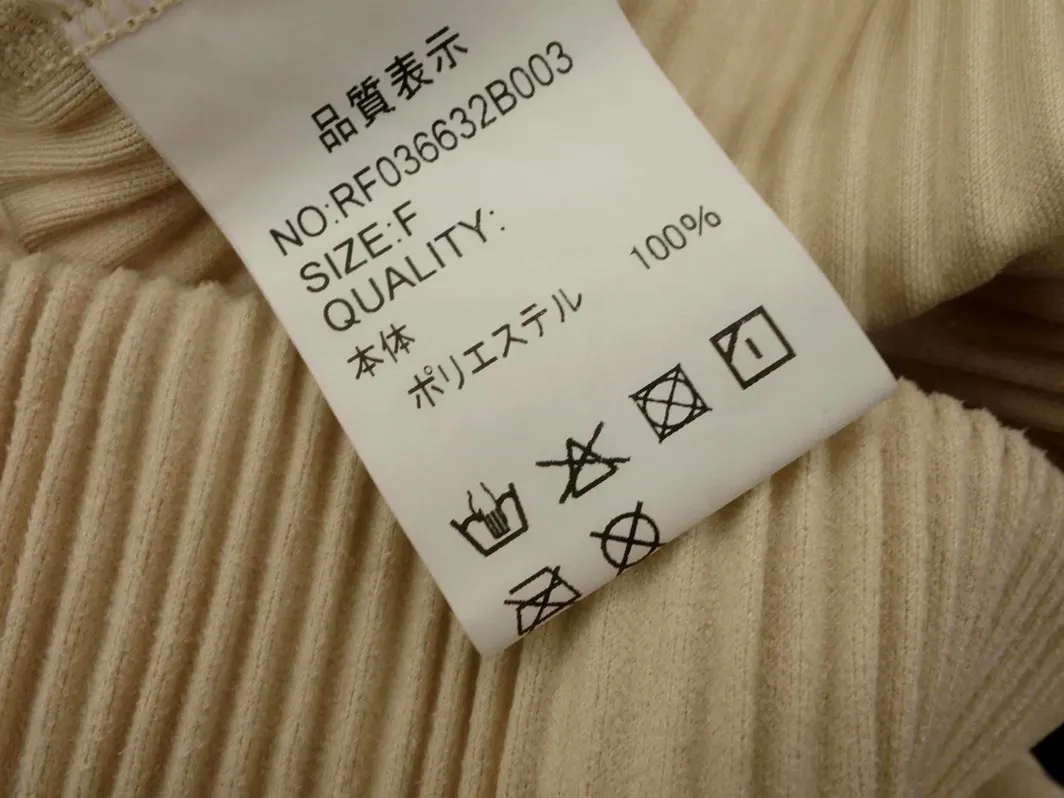 品質表示
NO:RF036632B003
SIZE:F
QUALITY:
本体
ポリエステル 100%